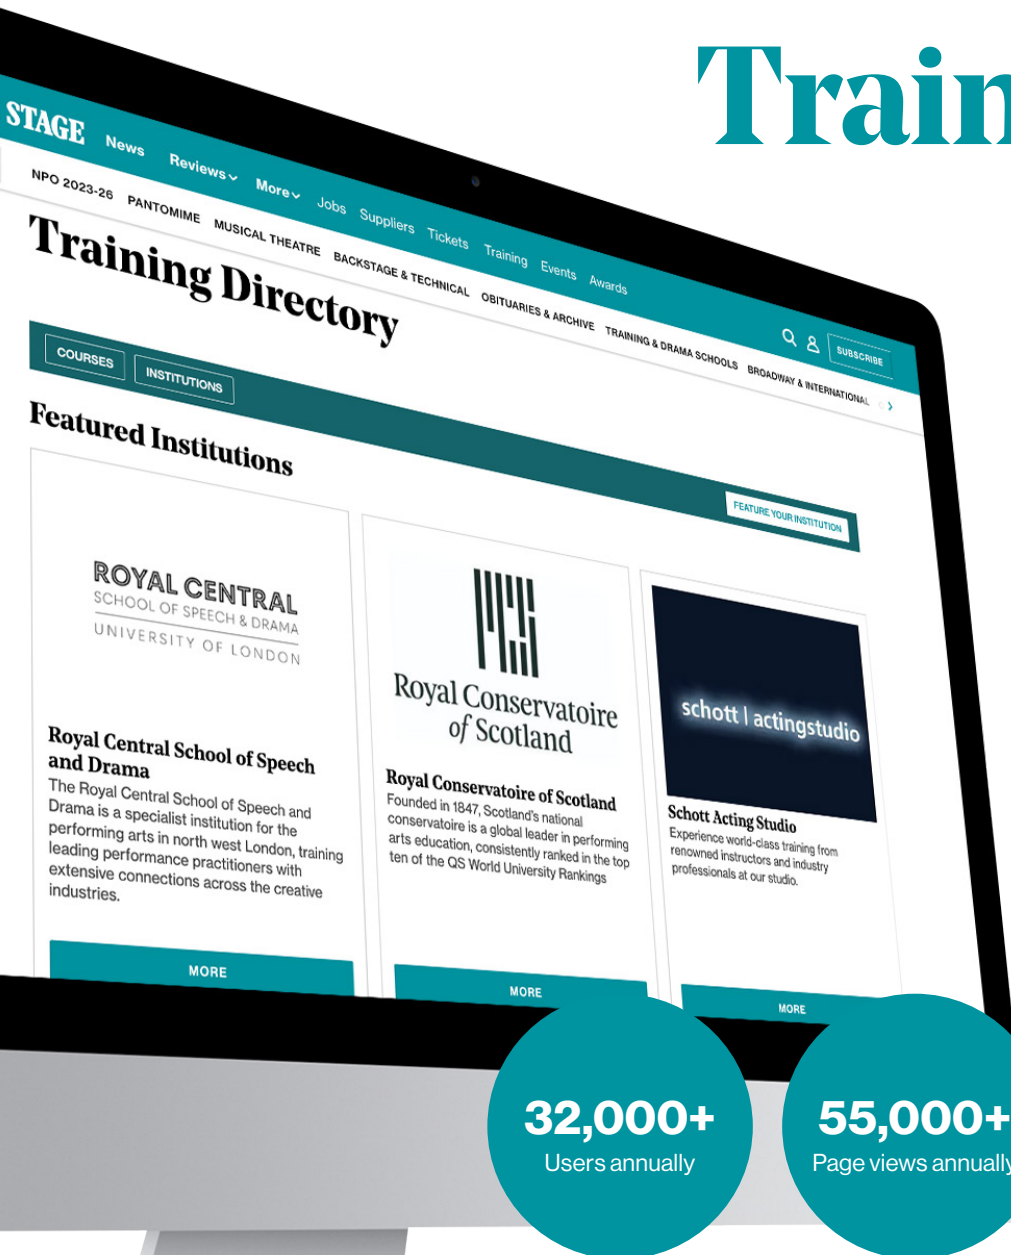 Train
STAGE News Reviews More Jobs Suppliers Tickets Training Events Awards
SUBSCRIBE
NPO 2023-26 PANTOMIME MUSICAL THEATRE BACKSTAGE & TECHNICAL OBITUARIES & ARCHIVE TRAINING & DRAMA SCHOOLS BROADWAY & INTERNATIONAL
Training Directory
COURSES INSTITUTIONS
FEATURE YOUR INSTITUTION
Featured Institutions
ROYAL CENTRAL
SCHOOL OF SPEECH & DRAMA
UNIVERSITY OF LONDON
Royal Central School of Speech
and Drama
The Royal Central School of Speech and
Drama is a specialist institution for the
performing arts in north west London, training
leading performance practitioners with
extensive connections across the creative
industries.
MORE
Royal Conservatoire
of Scotland
Royal Conservatoire of Scotland
Founded in 1847, Scotland's national
conservatoire is a global leader in performing
arts education, consistently ranked in the top
ten of the QS World University Rankings
MORE
schott | actingstudio
Schott Acting Studio
Experience world-class training from
renowned instructors and industry
professionals at our studio.
MORE
32,000+
Users annually
55,000+
Page views annually